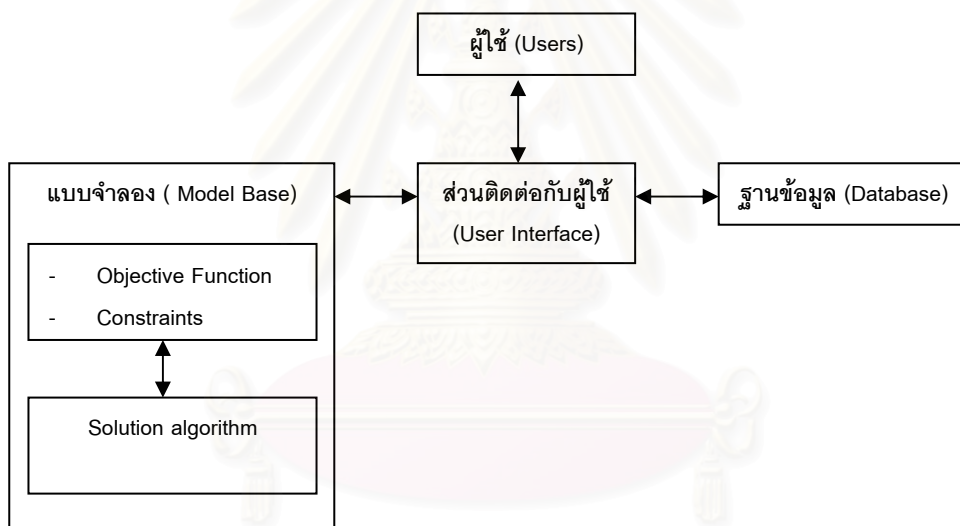 ผู้ใช้ (Users)
แบบจำลอง ( Model Base)
ส่วนติดต่อกับผู้ใช้
(User Interface)
ฐานข้อมูล (Database)
- Objective Function
- Constraints
Solution algorithm